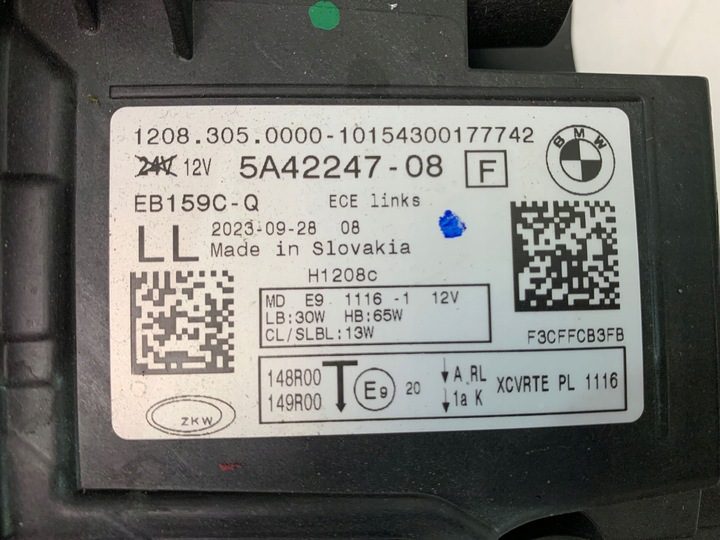 1208.305.0000-10154300177742
24V 12V 5A42247-08 F
BMW
EB159C-Q ECE links
LL 2023-09-28 08
Made in Slovakia
H1208c
MD E9 1116 -1 12V
LB:30W HB:65W
CL/SLBL:13W
F3CFFCB3FB
148R00
149R00
T E9 20
A RL
1a K
XCVRTE PL 1116
ZKW